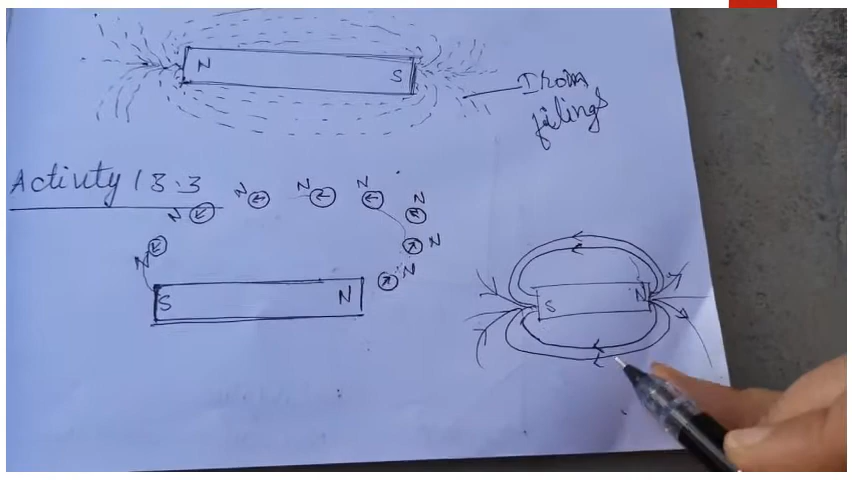 N S
Iron
filings
Activity 13.3
N N N N N
N N N N
S N
S N